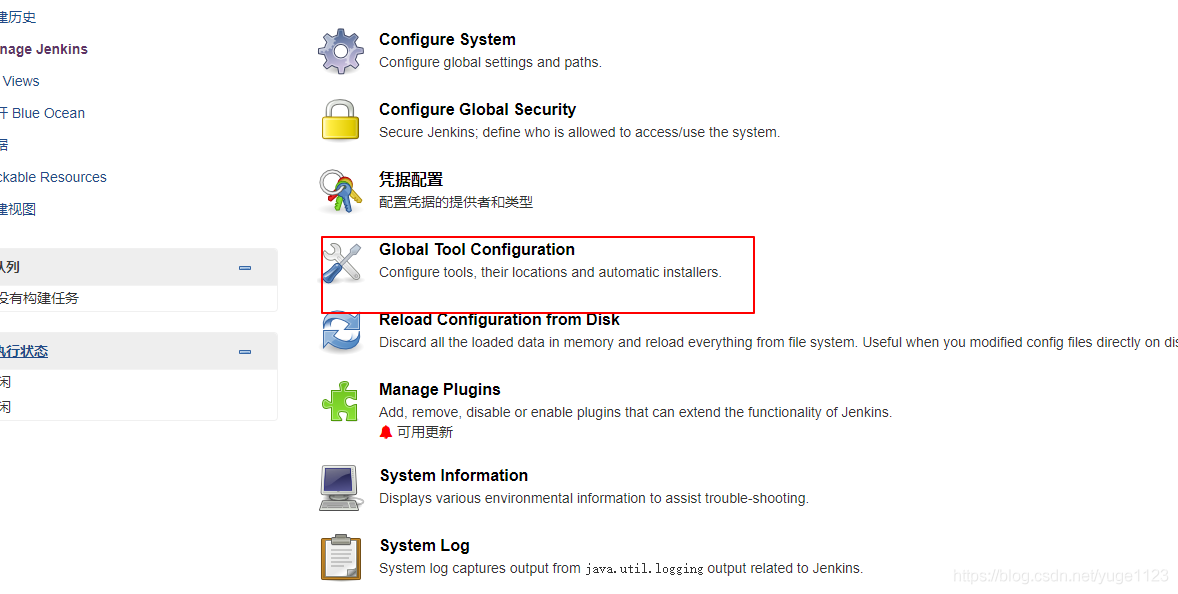 建历史
nage Jenkins
Views
开 Blue Ocean
据
ckable Resources
建视图
队列
没有构建任务
执行状态
闲
闲
Configure System
Configure global settings and paths.
Configure Global Security
Secure Jenkins; define who is allowed to access/use the system.
凭据配置
配置凭据的提供者和类型
Global Tool Configuration
Configure tools, their locations and automatic installers.
Reload Configuration from Disk
Discard all the loaded data in memory and reload everything from file system. Useful when you modified config files directly on dis
Manage Plugins
Add, remove, disable or enable plugins that can extend the functionality of Jenkins.
可用更新
System Information
Displays various environmental information to assist trouble-shooting.
System Log
System log captures output from java.util.logging output related to Jenkins.
https://blog.csdn.net/yuge1123